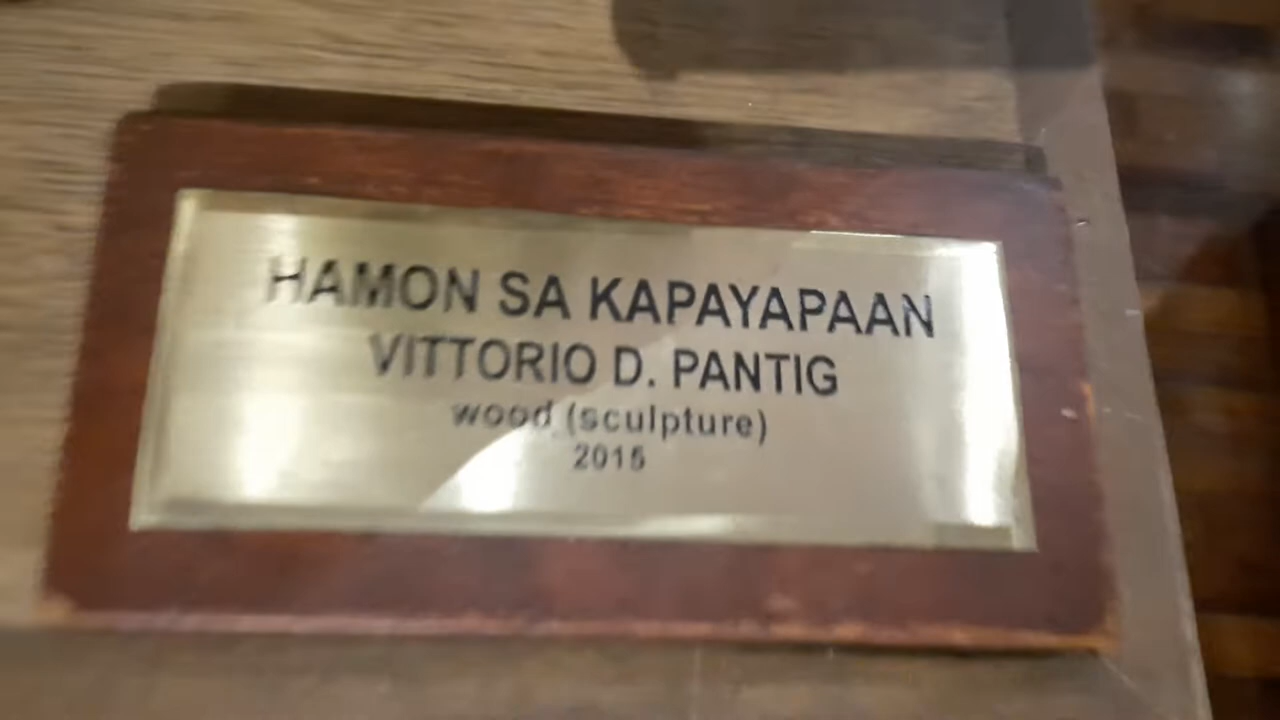 HAMON SA KAPAYAPAAN
VITTORIO D. PANTIG
wood (sculpture)
2015